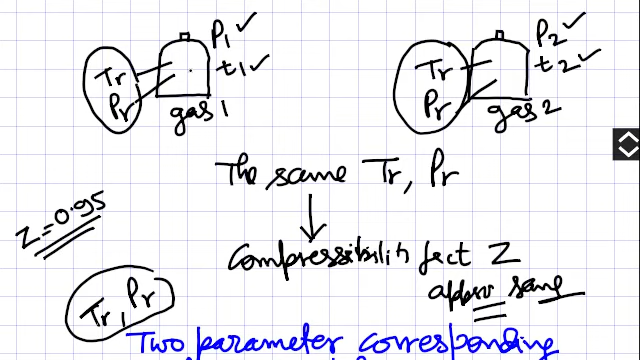 P1 ✓ P2 ✓
Tr t1 ✓ Tr t2 ✓
Pr Pr
gas 1 gas 2
The same Tr, Pr
Z=0.95
Compressibility fact Z
approx same
Tr, Pr
Two parameter corresponding